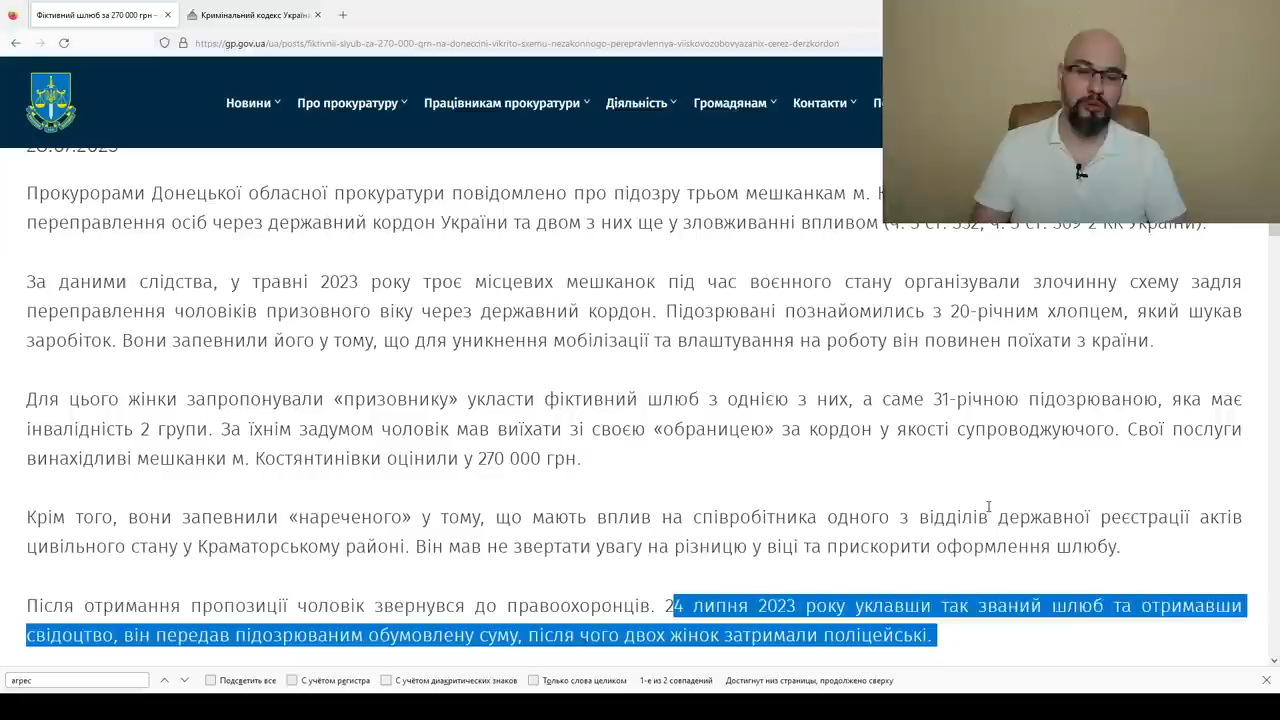 Фіктивний шлюб за 270 000 грн –
Кримінальний кодекс України
https://gp.gov.ua/ua/posts/fiktivnii-slyub-za-270-000-grn-na-doneccini-vikrito-sxemu-nezakonnogo-perepravlennya-viiskovozobovyazanix-cerez-derzkordon
Новини Про прокуратуру Працівникам прокуратури Діяльність Громадянам Контакти
Прокурорами Донецької обласної прокуратури повідомлено про підозру трьом мешканкам м.
переправлення осіб через державний кордон України та двом з них ще у зловживанні впливом
За даними слідства, у травні 2023 року троє місцевих мешканок під час воєнного стану організували злочинну схему задля
переправлення чоловіків призовного віку через державний кордон. Підозрювані познайомились з 20-річним хлопцем, який шукав
заробіток. Вони запевнили його у тому, що для уникнення мобілізації та влаштування на роботу він повинен поїхати з країни.
Для цього жінки запропонували «призовнику» укласти фіктивний шлюб з однією з них, а саме 31-річною підозрюваною, яка має
інвалідність 2 групи. За їхнім задумом чоловік мав виїхати зі своєю «обраницею» за кордон у якості супроводжуючого. Свої послуги
винахідливі мешканки м. Костянтинівки оцінили у 270 000 грн.
Крім того, вони запевнили «нареченого» у тому, що мають вплив на співробітника одного з відділів державної реєстрації актів
цивільного стану у Краматорському районі. Він мав не звертати увагу на різницю у віці та прискорити оформлення шлюбу.
Після отримання пропозиції чоловік звернувся до правоохоронців. 24 липня 2023 року уклавши так званий шлюб та отримавши
свідоцтво, він передав підозрюваним обумовлену суму, після чого двох жінок затримали поліцейські.
агрес Подсветить все С учётом регистра С учётом диакритических знаков Только слова целиком 1-е из 2 совпадений Достигнут низ страницы, продолжено сверху